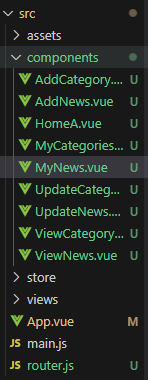 src
assets
components
AddCategory.... U
AddNews.vue U
HomeA.vue U
MyCategories... U
MyNews.vue U
UpdateCateg... U
UpdateNews.... U
ViewCategory... U
ViewNews.vue U
store
views
App.vue M
JS main.js
JS router.js U